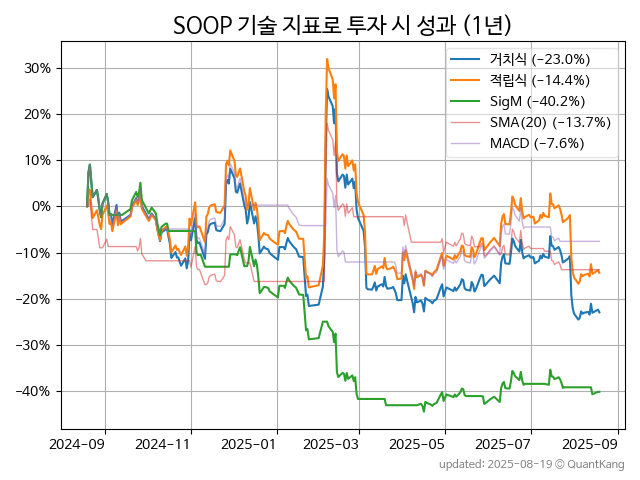 SOOP 기술 지표로 투자 시 성과 (1년)
거치식 (−23.0%)
적립식 (−14.4%)
SigM (−40.2%)
SMA(20) (−13.7%)
MACD (−7.6%)
30%
20%
10%
0%
−10%
−20%
−30%
−40%
2024-09
2024-11
2025-01
2025-03
2025-05
2025-07
2025-09
updated: 2025-08-19 © QuantKang